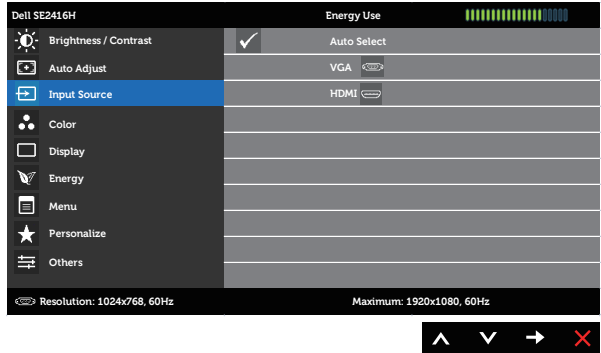 Dell SE2416H Energy Use
Brightness / Contrast Auto Select
Auto Adjust VGA
Input Source HDMI
Color
Display
Energy
Menu
Personalize
Others
Resolution: 1024x768, 60Hz Maximum: 1920x1080, 60Hz